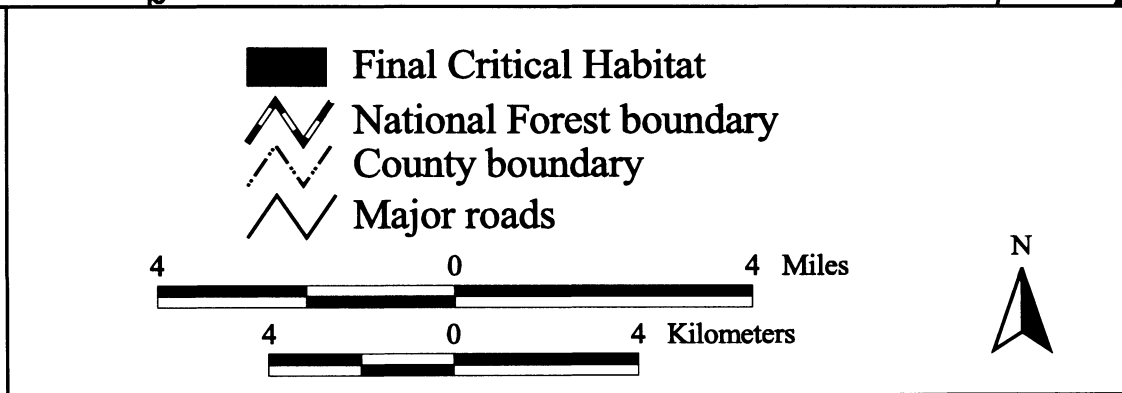 Final Critical Habitat
National Forest boundary
County boundary
Major roads
N
4 0 4 Miles
4 0 4 Kilometers